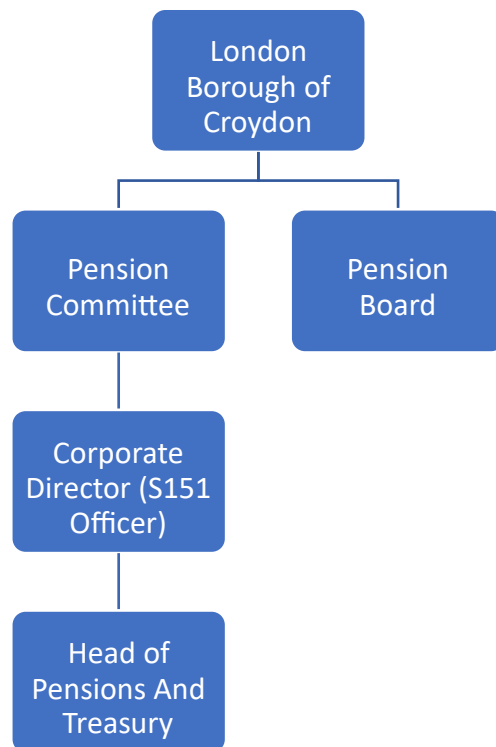 London
Borough of
Croydon
Pension
Committee
Pension
Board
Corporate
Director (S151
Officer)
Head of
Pensions And
Treasury